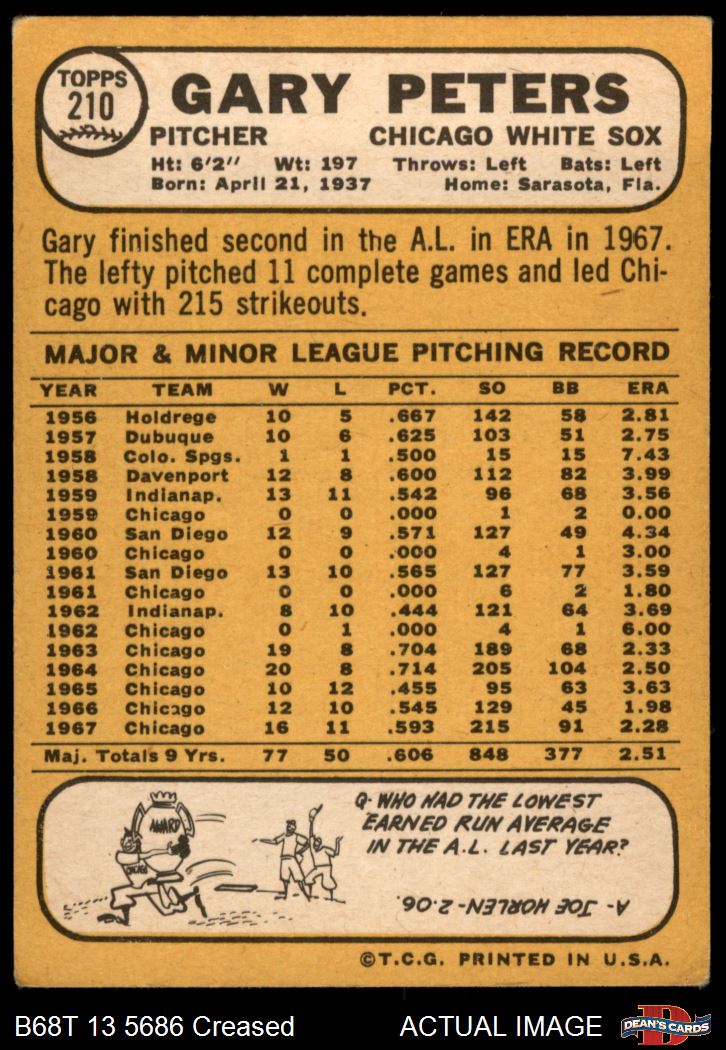 TOPPS
210
GARY PETERS
PITCHER CHICAGO WHITE SOX
Ht: 6'2" Wt: 197 Throws: Left Bats: Left
Born: April 21, 1937 Home: Sarasota, Fla.
Gary finished second in the A.L. in ERA in 1967.
The lefty pitched 11 complete games and led Chi-
cago with 215 strikeouts.
MAJOR & MINOR LEAGUE PITCHING RECORD
YEAR TEAM W L PCT. SO BB ERA
1956 Holdrege 10 5 .667 142 58 2.81
1957 Dubuque 10 6 .625 103 51 2.75
1958 Colo. Spgs. 1 1 .500 15 15 7.43
1958 Davenport 12 8 .600 112 82 3.99
1959 Indianap. 13 11 .542 96 68 3.56
1959 Chicago 0 0 .000 1 2 0.00
1960 San Diego 12 9 .571 127 49 4.34
1960 Chicago 0 0 .000 4 1 3.00
1961 San Diego 13 10 .565 127 77 3.59
1961 Chicago 0 0 .000 6 2 1.80
1962 Indianap. 8 10 .444 121 64 3.69
1962 Chicago 0 1 .000 4 1 6.00
1963 Chicago 19 8 .704 189 68 2.33
1964 Chicago 20 8 .714 205 104 2.50
1965 Chicago 10 12 .455 95 63 3.63
1966 Chicago 12 10 .545 129 45 1.98
1967 Chicago 16 11 .593 215 91 2.28
Maj. Totals 9 Yrs. 77 50 .606 848 377 2.51
AWARD
CHICAGO
Q- WHO HAD THE LOWEST
EARNED RUN AVERAGE
IN THE A.L. LAST YEAR?
A- JOE HORLEN-2.06.
©T.C.G. PRINTED IN U.S.A.
B68T 13 5686 Creased ACTUAL IMAGE
D
DEAN'S CARDS